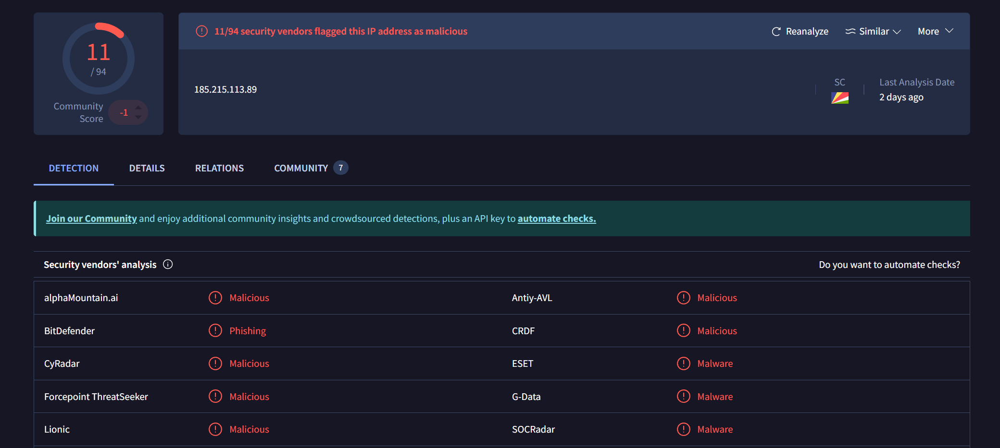 11
/ 94
Community Score
-1
11/94 security vendors flagged this IP address as malicious
Reanalyze
Similar
More
185.215.113.89
SC
Last Analysis Date
2 days ago
DETECTION
DETAILS
RELATIONS
COMMUNITY 7
Join our Community and enjoy additional community insights and crowdsourced detections, plus an API key to automate checks.
Security vendors' analysis
Do you want to automate checks?
alphaMountain.ai Malicious Antiy-AVL Malicious
BitDefender Phishing CRDF Malicious
CyRadar Malicious ESET Malware
Forcepoint ThreatSeeker Malicious G-Data Malware
Lionic Malicious SOCRadar Malware